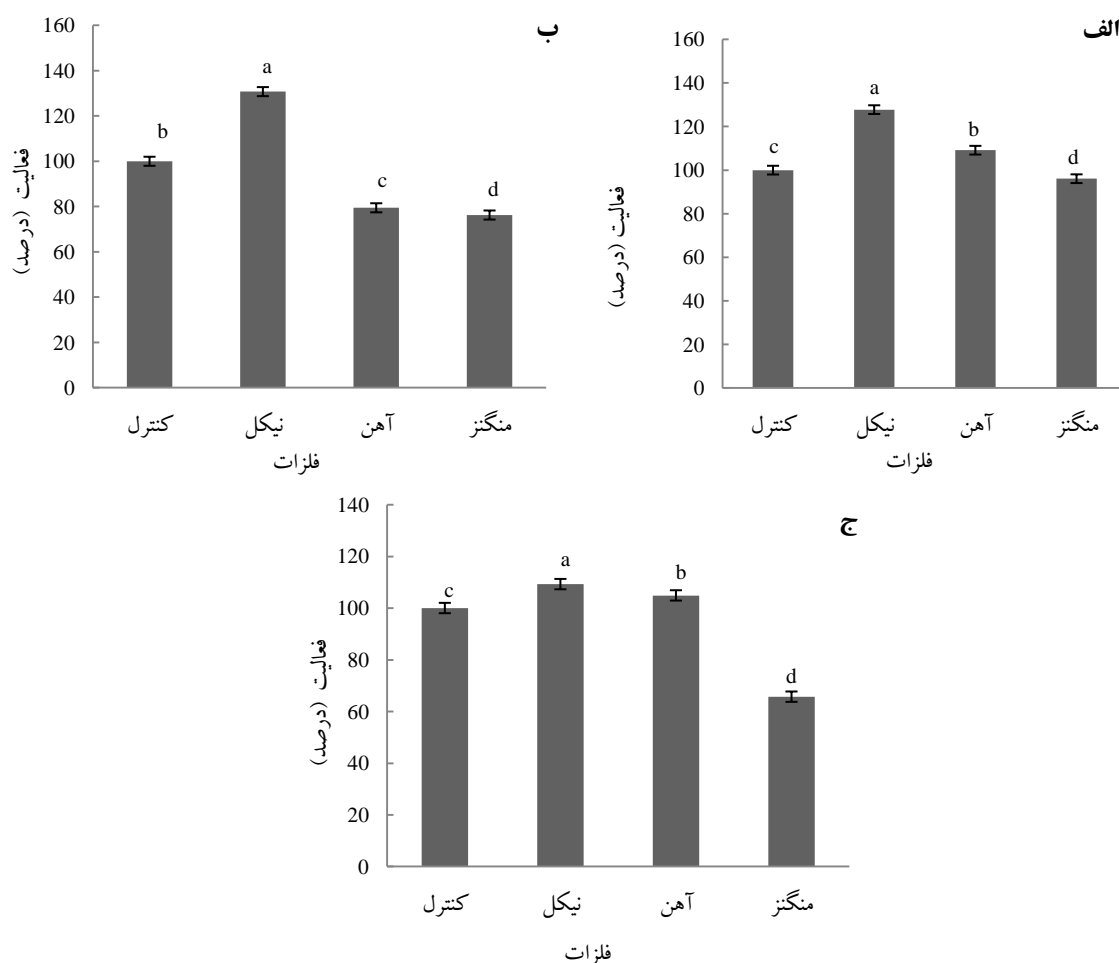 الف
فعالیت (درصد)
160
140
120
100
80
60
40
20
0
c
a
b
d
کنترل
نیکل
آهن
منگنز
فلزات
ب
فعالیت (درصد)
160
140
120
100
80
60
40
20
0
b
a
c
d
کنترل
نیکل
آهن
منگنز
فلزات
ج
فعالیت (درصد)
140
120
100
80
60
40
20
0
c
a
b
d
کنترل
نیکل
آهن
منگنز
فلزات